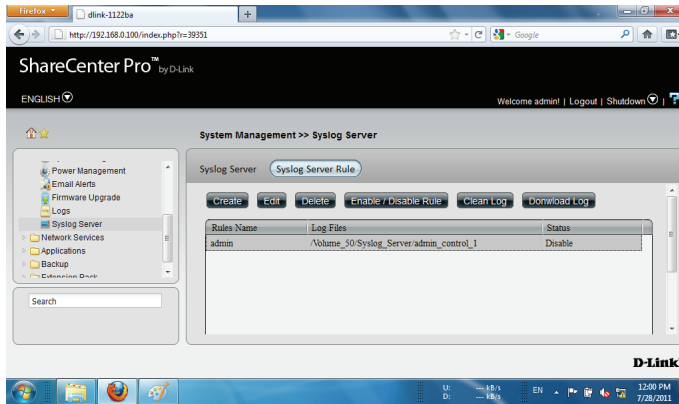 Firefox
dlink-1122ba
+
http://192.168.0.100/index.php?r=39351
Google
ShareCenter Pro™ by D-Link
ENGLISH
Welcome admin! | Logout | Shutdown | ?
System Management >> Syslog Server
Power Management
Email Alerts
Firmware Upgrade
Logs
Syslog Server
Network Services
Applications
Backup
Extension Pack
Search
Syslog Server Syslog Server Rule
Create Edit Delete Enable / Disable Rule Clean Log Donwload Log
Rules Name Log Files Status
admin /Volume_50/Syslog_Server/admin_control_1 Disable
D-Link
U: --- kB/s
D: --- kB/s
EN
12:00 PM
7/28/2011